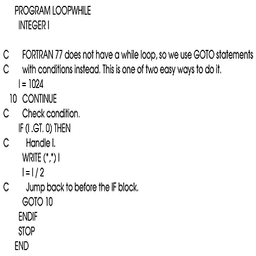 PROGRAM LOOPWHILE
INTEGER I
C FORTRAN 77 does not have a while loop, so we use GOTO statements
C with conditions instead. This is one of two easy ways to do it.
I = 1024
10 CONTINUE
C Check condition.
IF (I .GT. 0) THEN
C Handle I.
WRITE (*,*) I
I = I / 2
C Jump back to before the IF block.
GOTO 10
ENDIF
STOP
END